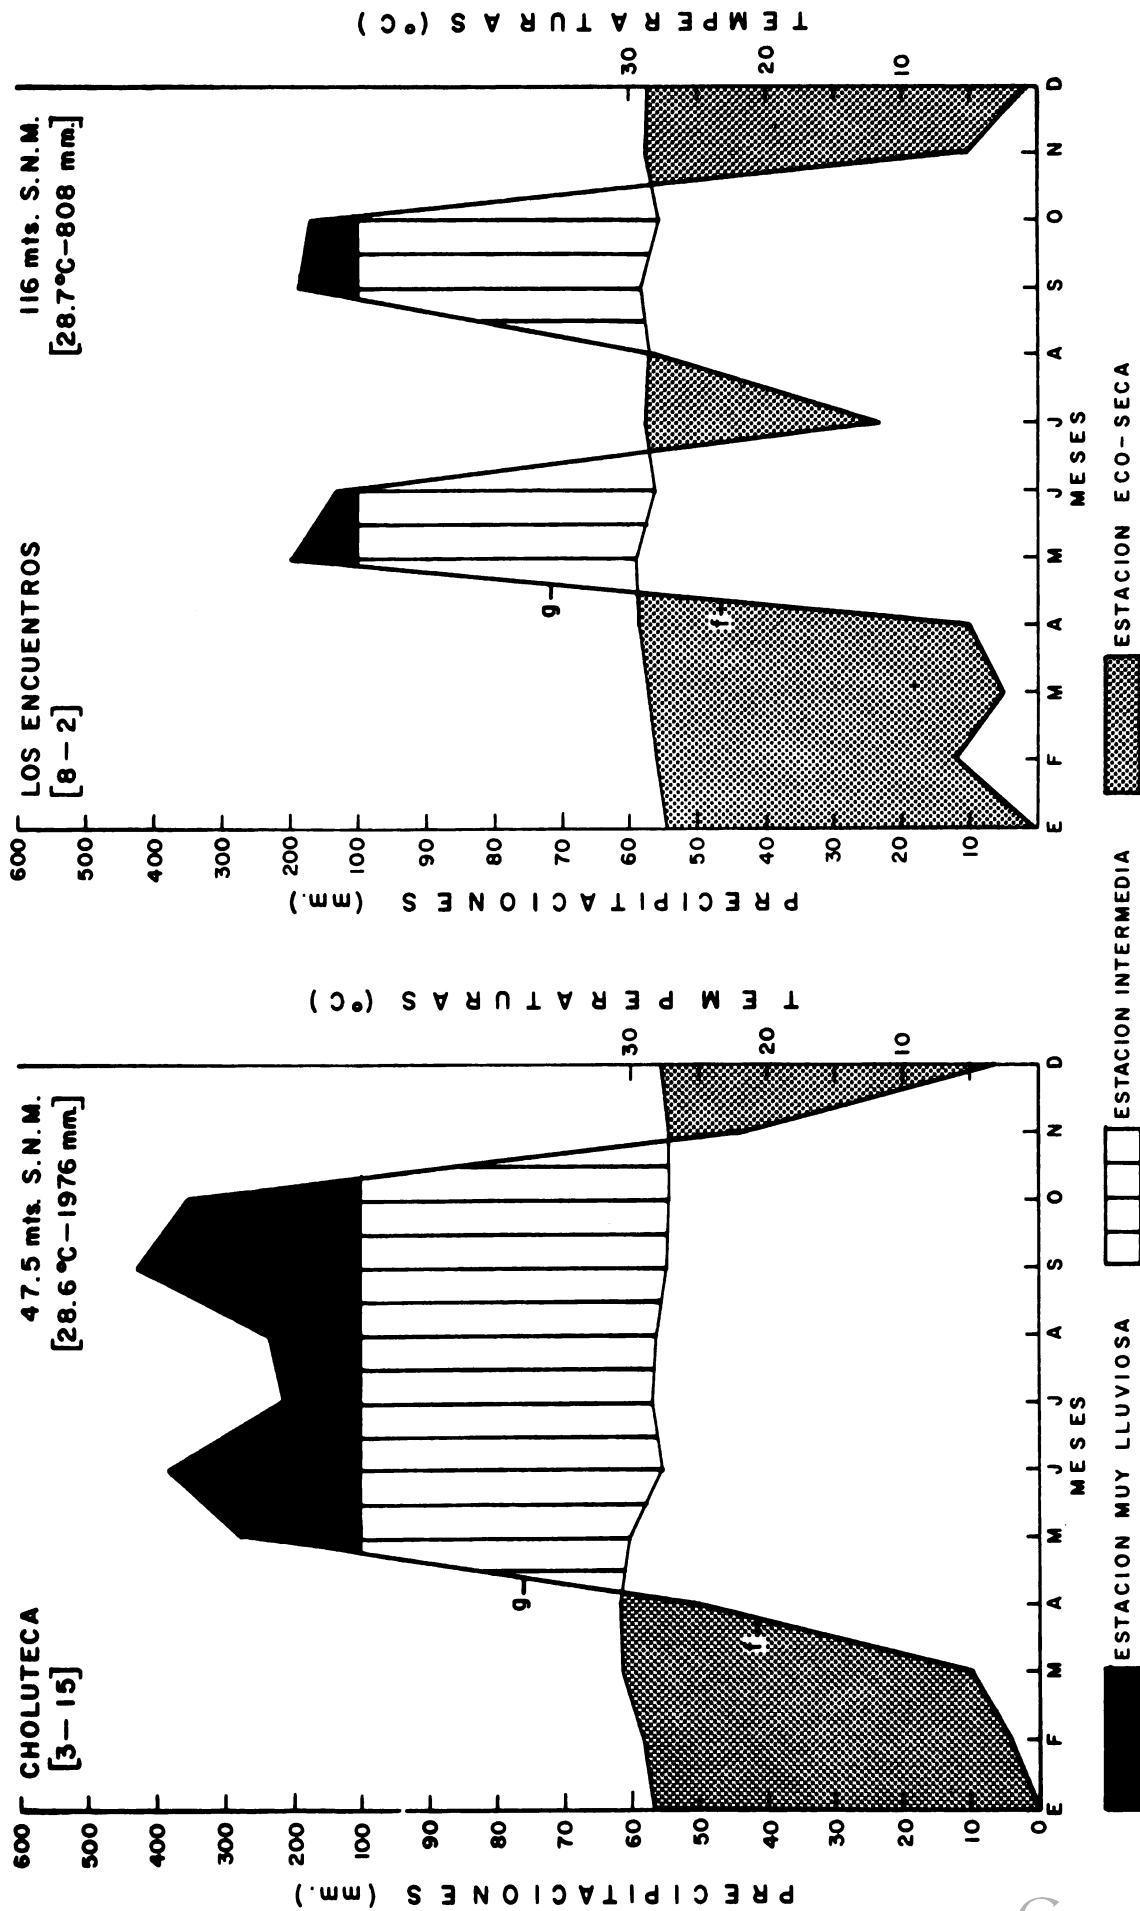 CHOLUTECA
[3-15]
47.5 mts. S.N.M.
[28.6°C-1976 mm.]
PRECIPITACIONES (mm.)
600
500
400
300
200
100
90
80
70
60
50
40
30
20
10
0
TEMPERATURAS (°C)
30
20
10
g
f
E F M A M J J A S O N D
MESES
LOS ENCUENTROS
[8-2]
116 mts. S.N.M.
[28.7°C-808 mm.]
PRECIPITACIONES (mm.)
600
500
400
300
200
100
90
80
70
60
50
40
30
20
10
TEMPERATURAS (°C)
30
20
10
g
f
E F M A M J J A S O N D
MESES
ESTACION MUY LLUVIOSA
ESTACION INTERMEDIA
ESTACION ECO-SECA